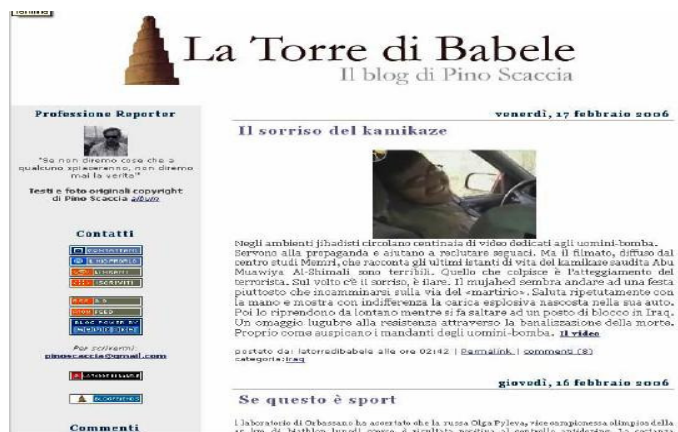 La Torre di Babele
Il blog di Pino Scaccia
Professione Reporter
"Se non diremo cose che a
qualcuno spiaceranno, non diremo
mai la verità"
Testi e foto originali copyright
di Pino Scaccia album
Contatti
BLOG POWER BY
Per scrivermi:
pinoscaccia@gmail.com
BLOGFRIENDS
Commenti
venerdì, 17 febbraio 2006
Il sorriso del kamikaze
Negli ambienti jihadisti circolano centinaia di video dedicati agli uomini-bomba.
Servono alla propaganda e aiutano a reclutare seguaci. Ma il filmato, diffuso dal
centro studi Memri, che racconta gli ultimi istanti di vita del kamikaze saudita Abu
Muawiya Al-Shimali sono terribili. Quello che colpisce è l'atteggiamento del
terrorista. Sul volto c'è il sorriso, è ilare. Il mujahed sembra andare ad una festa
piuttosto che incamminarsi sulla via del «martirio». Saluta ripetutamente con
la mano e mostra con indifferenza la carica esplosiva nascosta nella sua auto.
Poi lo riprendono da lontano mentre si fa saltare ad un posto di blocco in Iraq.
Un omaggio lugubre alla resistenza attraverso la banalizzazione della morte.
Proprio come auspicano i mandanti degli uomini-bomba. Il video
postato da: latorredibabele alle ore 02:42 | Permalink | commenti (8)
categoria:iraq
giovedì, 16 febbraio 2006
Se questo è sport
l laboratorio di Orbassano ha accertato che la russa Olga Pyleva, vice campionessa olimpica della